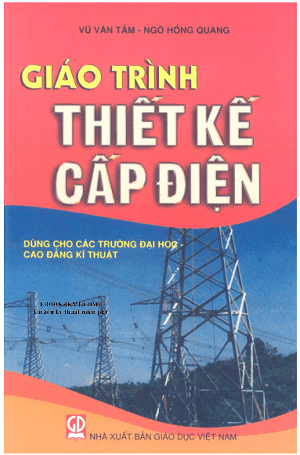 VŨ VĂN TẨM - NGÔ HỒNG QUANG
GIÁO TRÌNH
THIẾT KẾ
CẤP ĐIỆN
DÙNG CHO CÁC TRƯỜNG ĐẠI HỌC -
CAO ĐẲNG KĨ THUẬT
GD
NHÀ XUẤT BẢN GIÁO DỤC VIỆT NAM